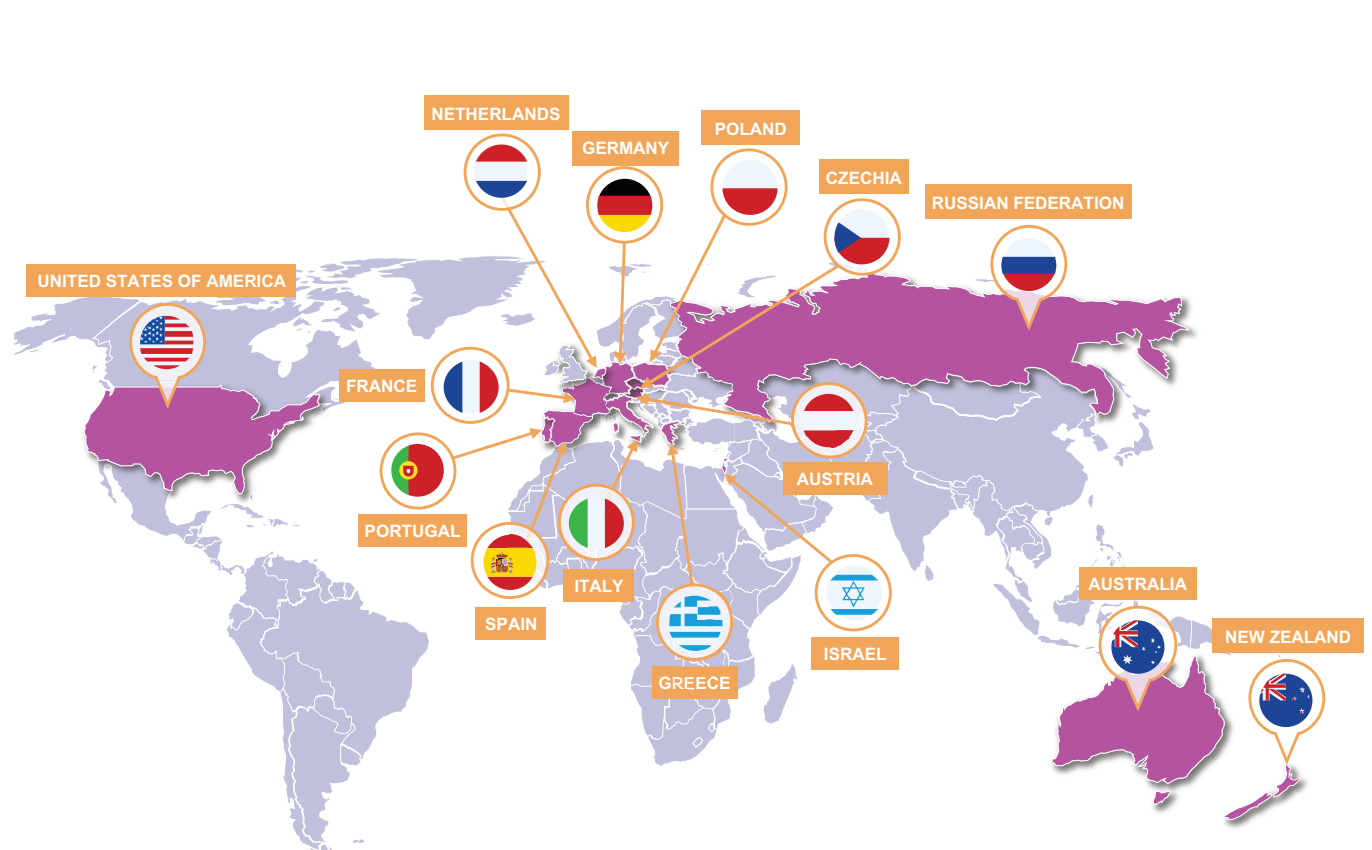 NETHERLANDS
POLAND
GERMANY
CZECHIA
RUSSIAN FEDERATION
UNITED STATES OF AMERICA
FRANCE
AUSTRIA
PORTUGAL
ITALY
AUSTRALIA
SPAIN
NEW ZEALAND
ISRAEL
GREECE